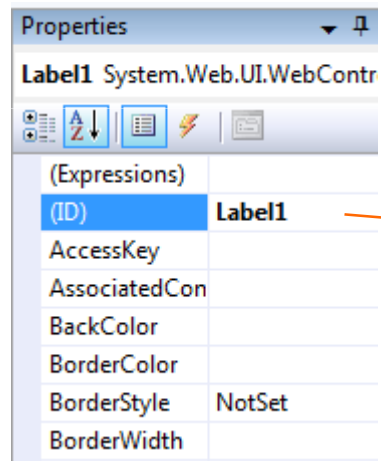 Properties
Label1 System.Web.UI.WebContr
A
Z
(Expressions)
(ID) Label1
AccessKey
AssociatedCon
BackColor
BorderColor
BorderStyle NotSet
BorderWidth